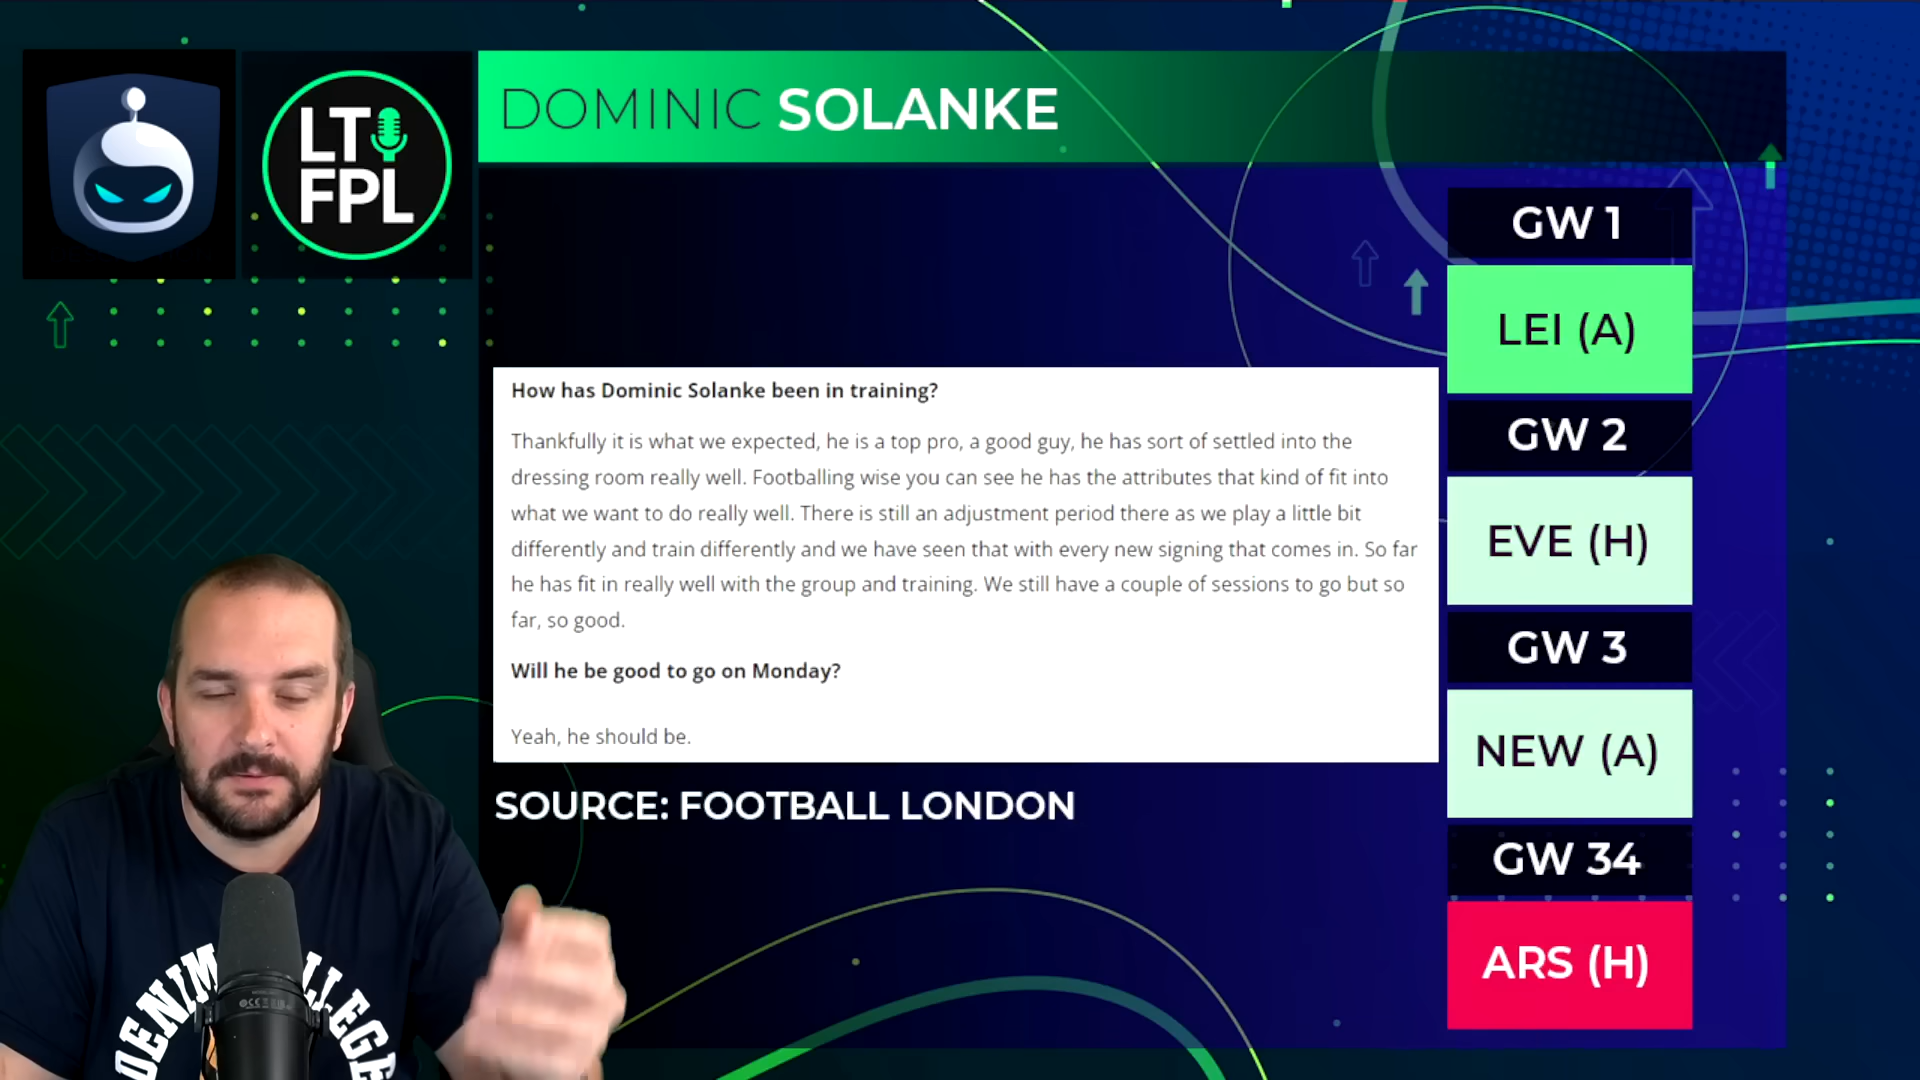 LT
FPL
DOMINIC SOLANKE
How has Dominic Solanke been in training?
Thankfully it is what we expected, he is a top pro, a good guy, he has sort of settled into the
dressing room really well. Footballing wise you can see he has the attributes that kind of fit into
what we want to do really well. There is still an adjustment period there as we play a little bit
differently and train differently and we have seen that with every new signing that comes in. So far
he has fit in really well with the group and training. We still have a couple of sessions to go but so
far, so good.
Will he be good to go on Monday?
Yeah, he should be.
SOURCE: FOOTBALL LONDON
GW 1
LEI (A)
GW 2
EVE (H)
GW 3
NEW (A)
GW 34
ARS (H)
DENIM